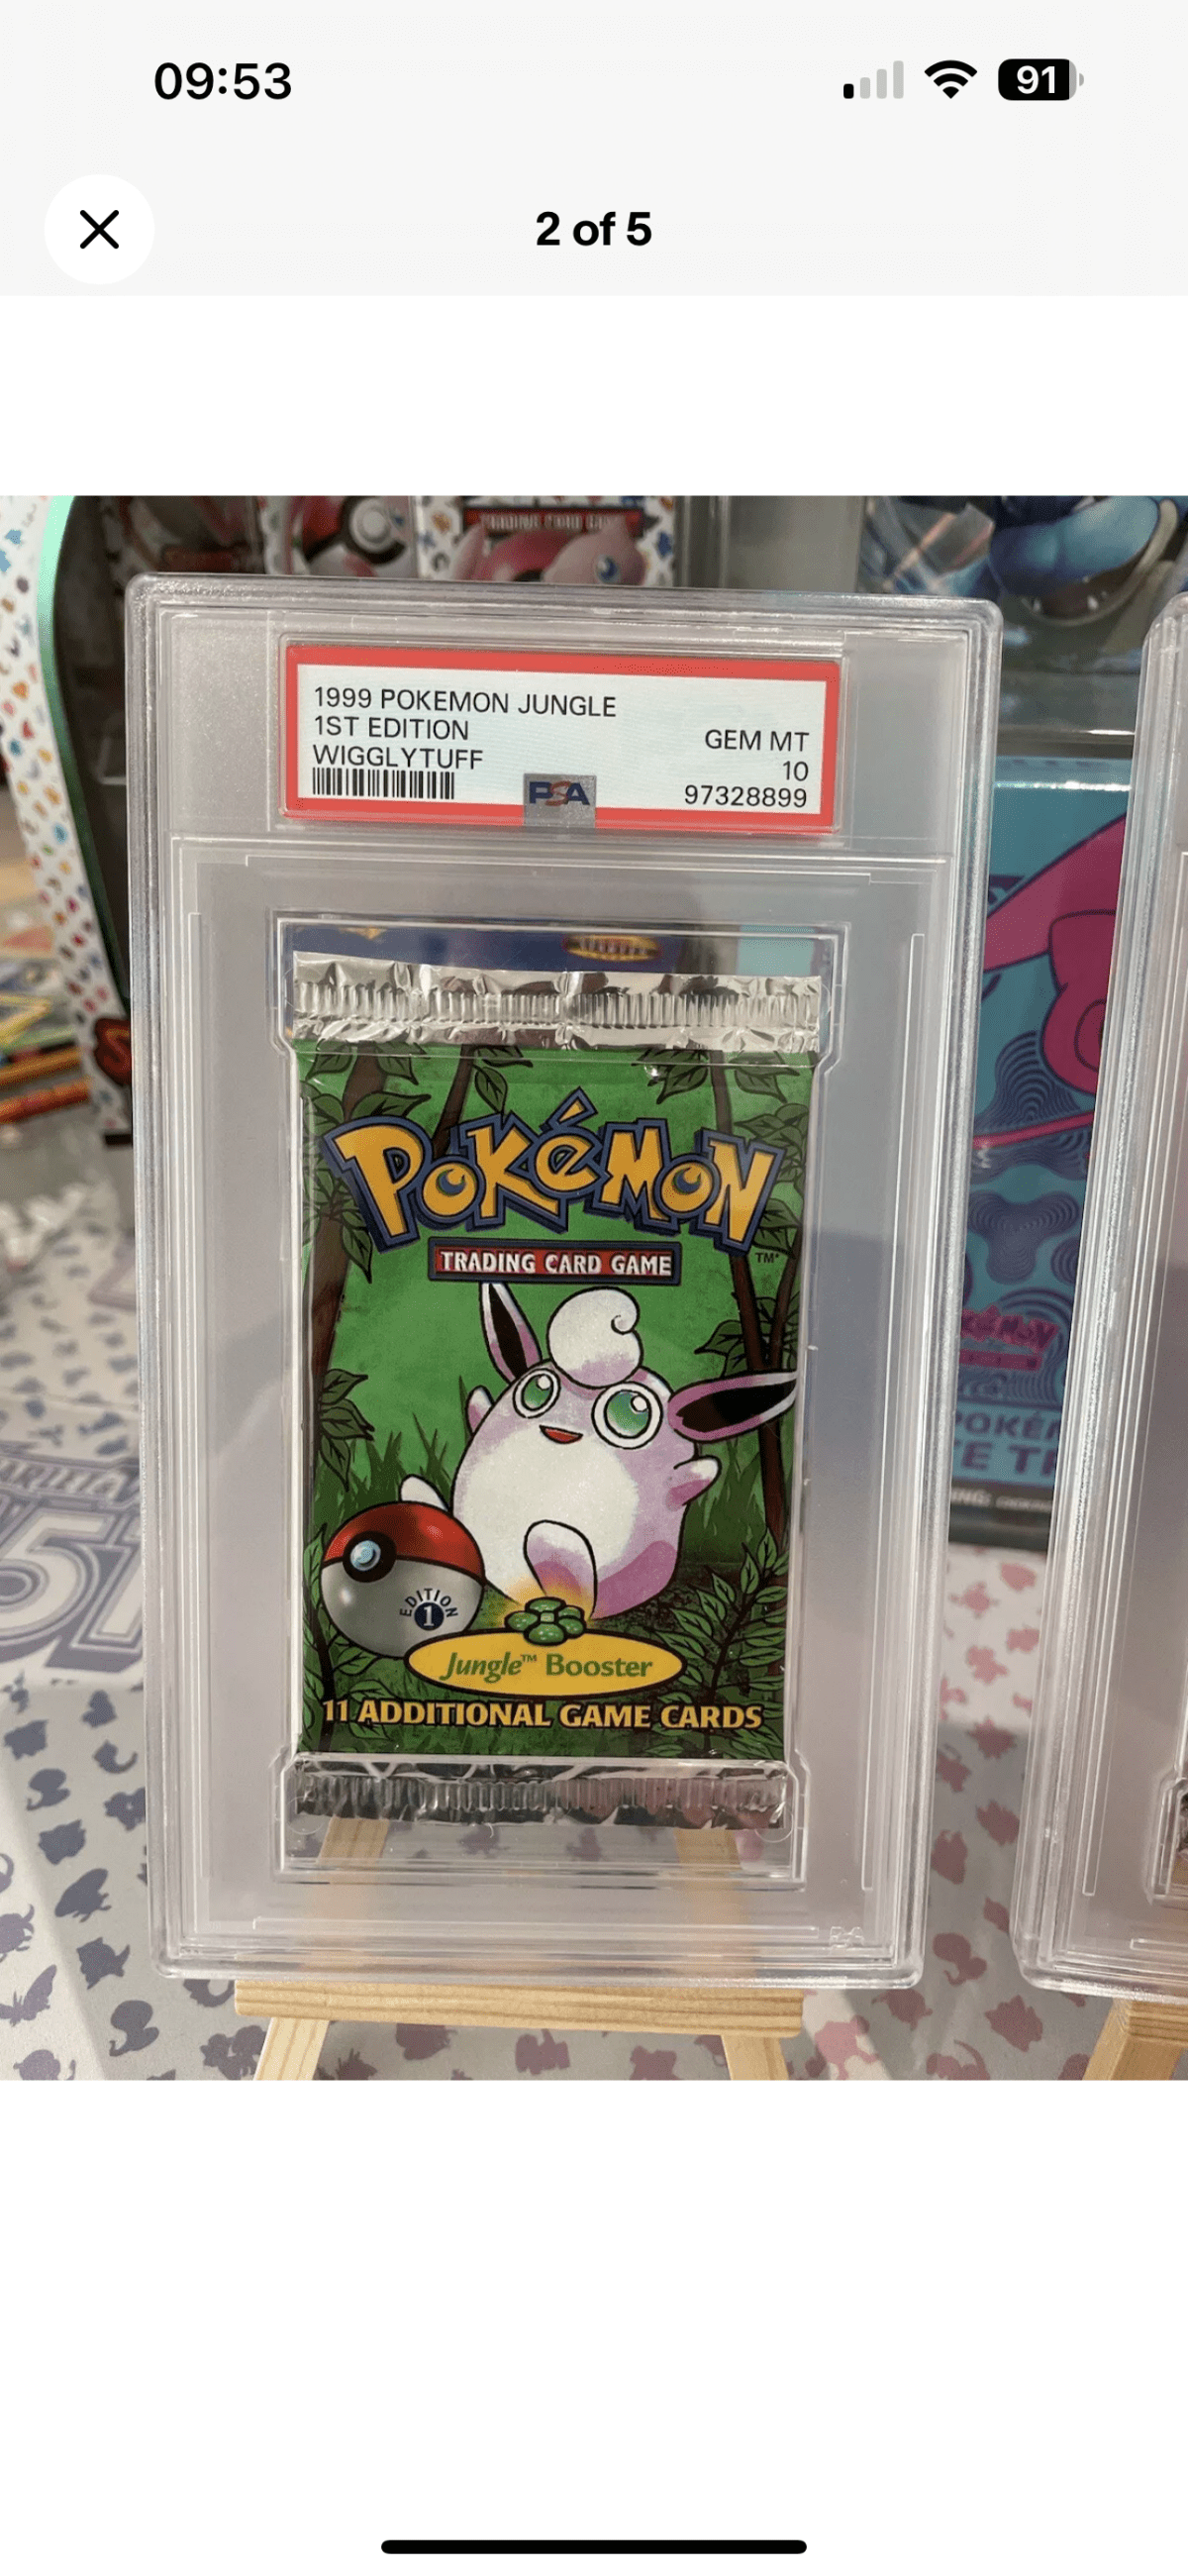 09:53
91
2 of 5
1999 POKEMON JUNGLE
1ST EDITION
WIGGLYTUFF
GEM MT
10
97328899
PSA
POKéMON
TM
TRADING CARD GAME
EDITION
1
Jungle™ Booster
11 ADDITIONAL GAME CARDS
151